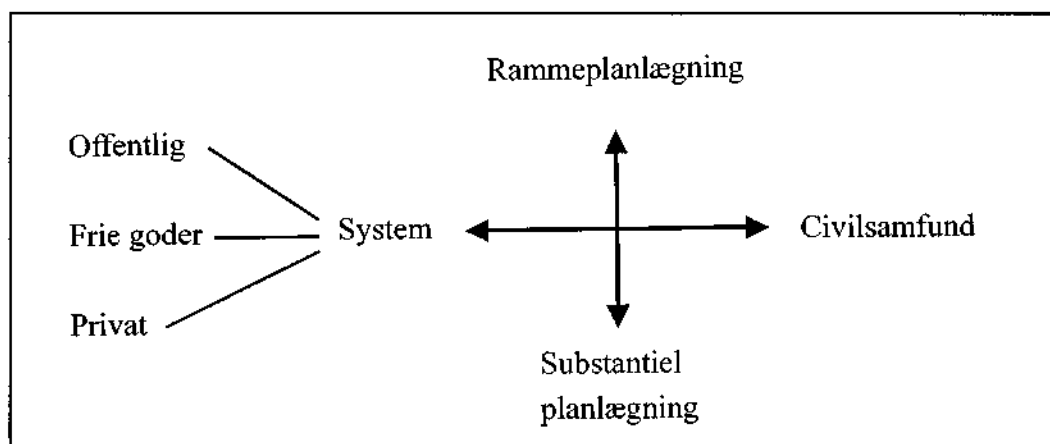 Rammeplanlægning
Offentlig
Frie goder
System
Civilsamfund
Privat
Substantiel
planlægning